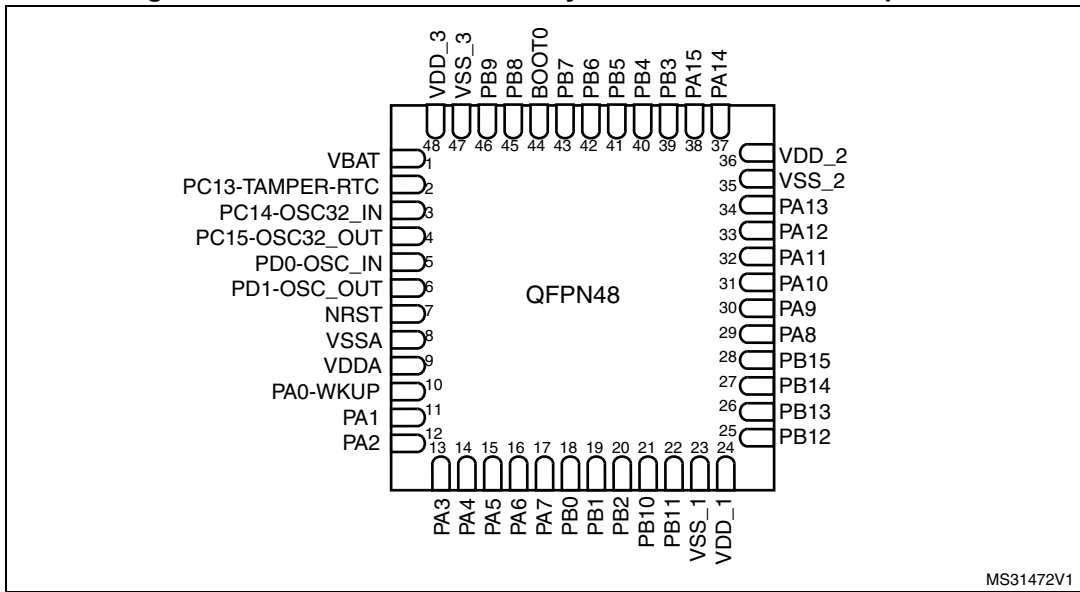 VDD_3
VSS_3
PB9
PB8
BOOT0
PB7
PB6
PB5
PB4
PB3
PA15
PA14
48 47 46 45 44 43 42 41 40 39 38 37
VBAT 1
PC13-TAMPER-RTC 2
PC14-OSC32_IN 3
PC15-OSC32_OUT 4
PD0-OSC_IN 5
PD1-OSC_OUT 6
NRST 7
VSSA 8
VDDA 9
PA0-WKUP 10
PA1 11
PA2 12
QFPN48
36 VDD_2
35 VSS_2
34 PA13
33 PA12
32 PA11
31 PA10
30 PA9
29 PA8
28 PB15
27 PB14
26 PB13
25 PB12
13 14 15 16 17 18 19 20 21 22 23 24
PA3
PA4
PA5
PA6
PA7
PB0
PB1
PB2
PB10
PB11
VSS_1
VDD_1
MS31472V1